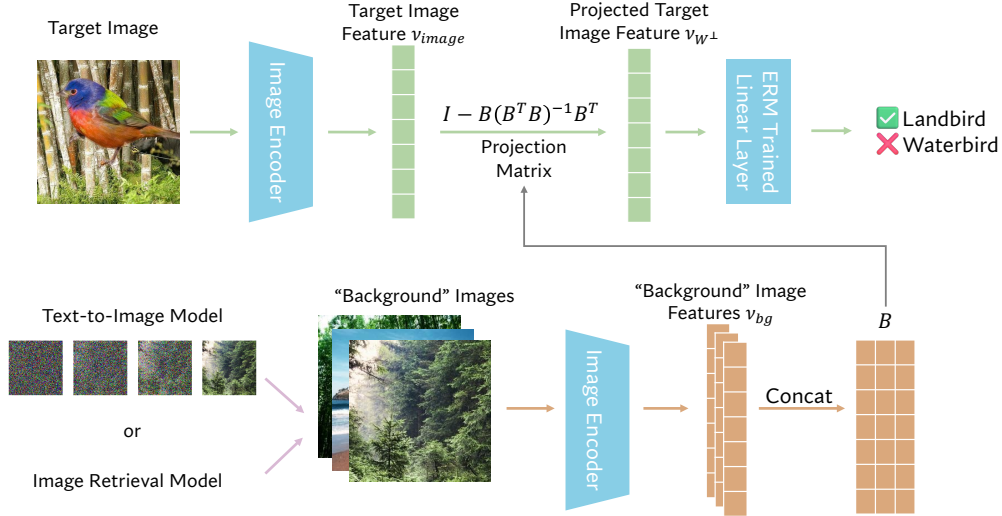 Target Image
Image Encoder
Target Image
Feature v_image
I − B(BᵀB)⁻¹Bᵀ
Projection
Matrix
Projected Target
Image Feature v_W⊥
ERM Trained
Linear Layer
Landbird
Waterbird
Text-to-Image Model
or
Image Retrieval Model
“Background” Images
Image Encoder
“Background” Image
Features v_bg
Concat
B